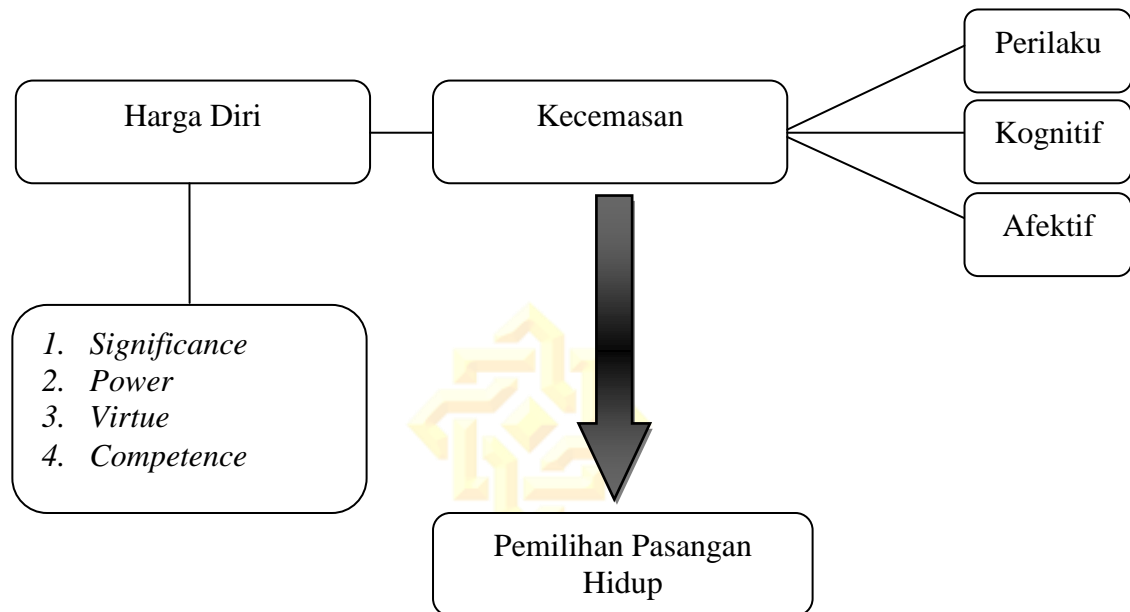 Perilaku
Harga Diri
Kecemasan
Kognitif
Afektif
1. Significance
2. Power
3. Virtue
4. Competence
Pemilihan Pasangan
Hidup